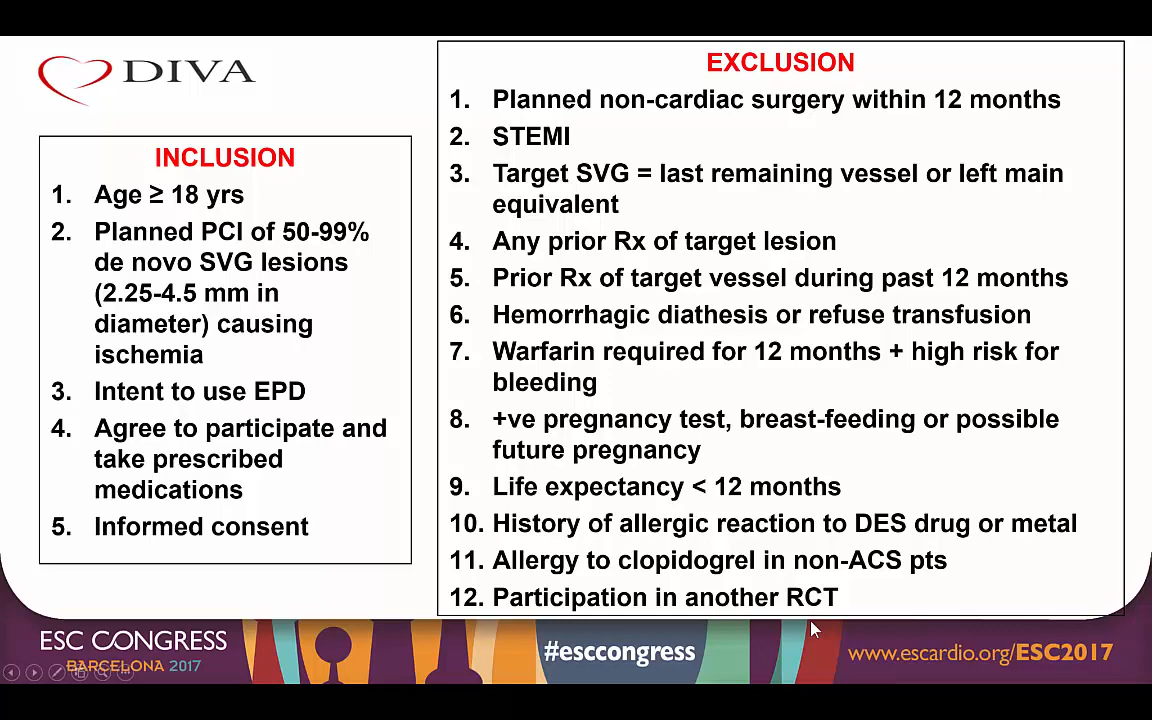 DIVA
INCLUSION
1. Age ≥ 18 yrs
2. Planned PCI of 50-99%
de novo SVG lesions
(2.25-4.5 mm in
diameter) causing
ischemia
3. Intent to use EPD
4. Agree to participate and
take prescribed
medications
5. Informed consent
EXCLUSION
1. Planned non-cardiac surgery within 12 months
2. STEMI
3. Target SVG = last remaining vessel or left main
equivalent
4. Any prior Rx of target lesion
5. Prior Rx of target vessel during past 12 months
6. Hemorrhagic diathesis or refuse transfusion
7. Warfarin required for 12 months + high risk for
bleeding
8. +ve pregnancy test, breast-feeding or possible
future pregnancy
9. Life expectancy < 12 months
10. History of allergic reaction to DES drug or metal
11. Allergy to clopidogrel in non-ACS pts
12. Participation in another RCT
ESC CONGRESS
BARCELONA 2017
#esccongress
www.escardio.org/ESC2017